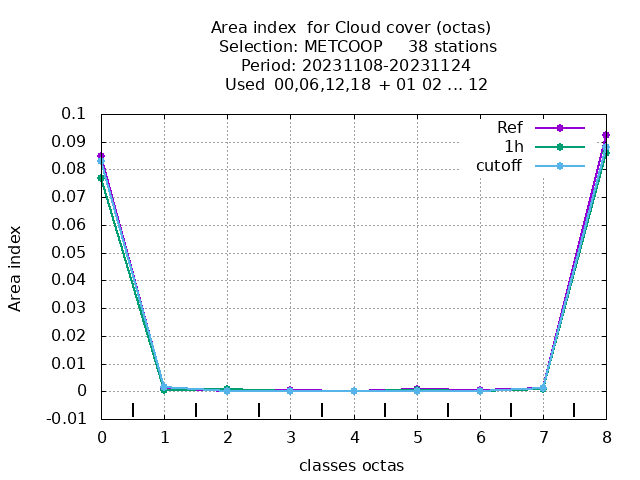 Area index  for Cloud cover (octas)
Selection: METCOOP     38 stations
Period: 20231108-20231124
Used  00,06,12,18 + 01 02 ... 12
Ref
1h
cutoff
0.1
0.09
0.08
0.07
0.06
0.05
0.04
0.03
0.02
0.01
0
-0.01
Area index
0 1 2 3 4 5 6 7 8
classes octas